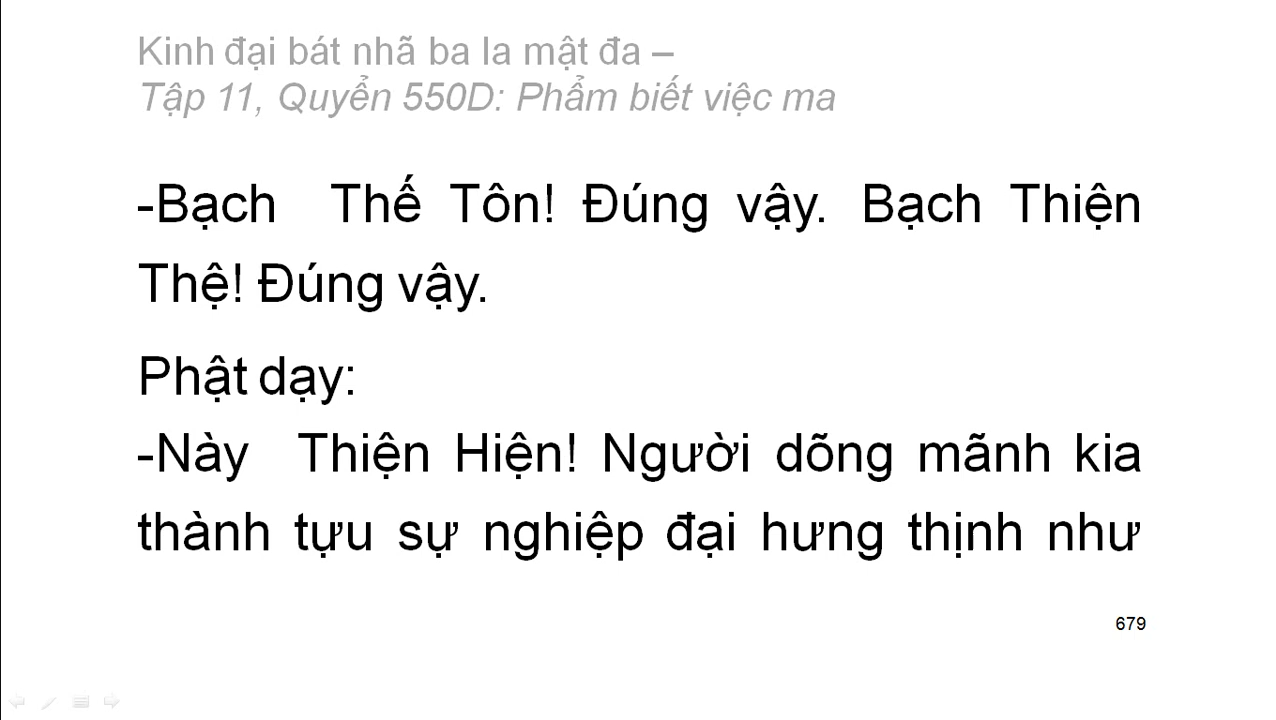 Kinh đại bát nhã ba la mật đa –
Tập 11, Quyển 550D: Phẩm biết việc ma
-Bạch Thế Tôn! Đúng vậy. Bạch Thiện
Thệ! Đúng vậy.
Phật dạy:
-Này Thiện Hiện! Người dõng mãnh kia
thành tựu sự nghiệp đại hưng thịnh như
679